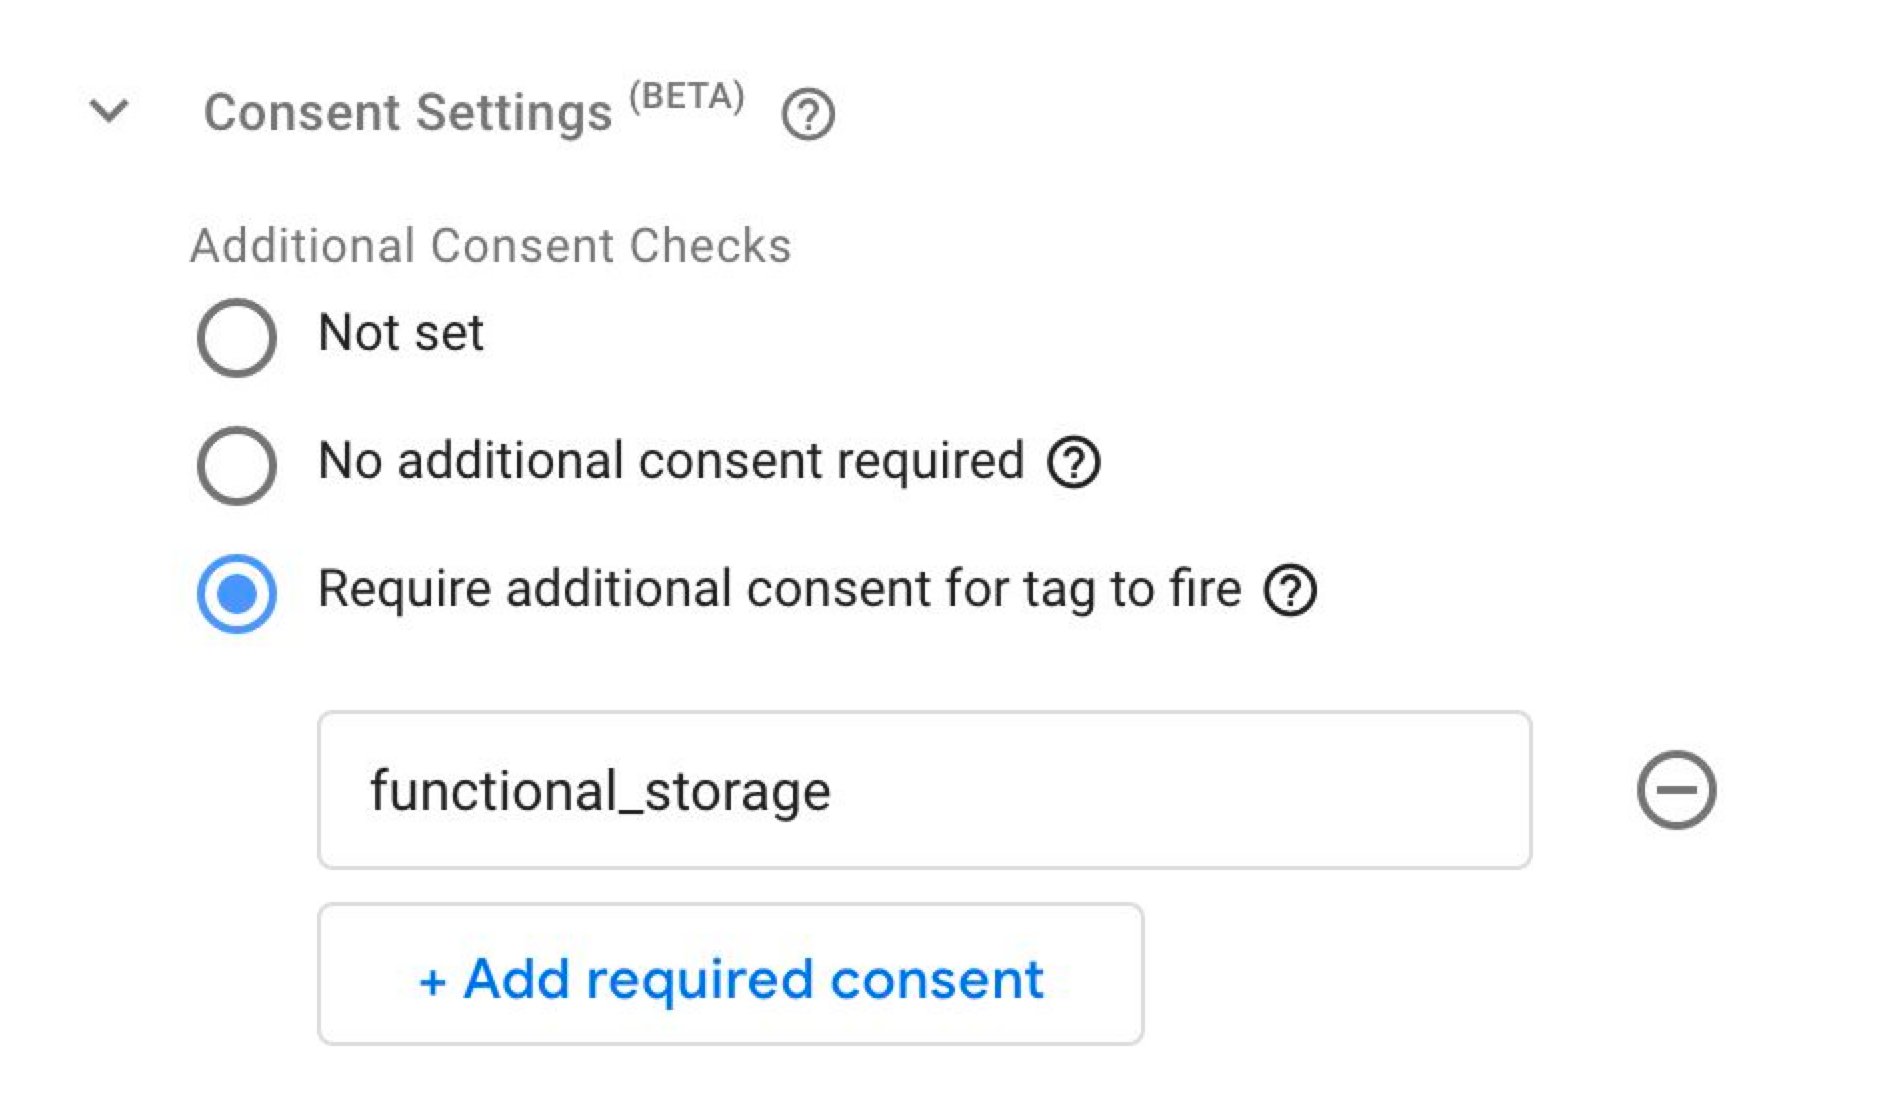 Consent Settings (BETA)
Additional Consent Checks
Not set
No additional consent required
Require additional consent for tag to fire
functional_storage
+ Add required consent